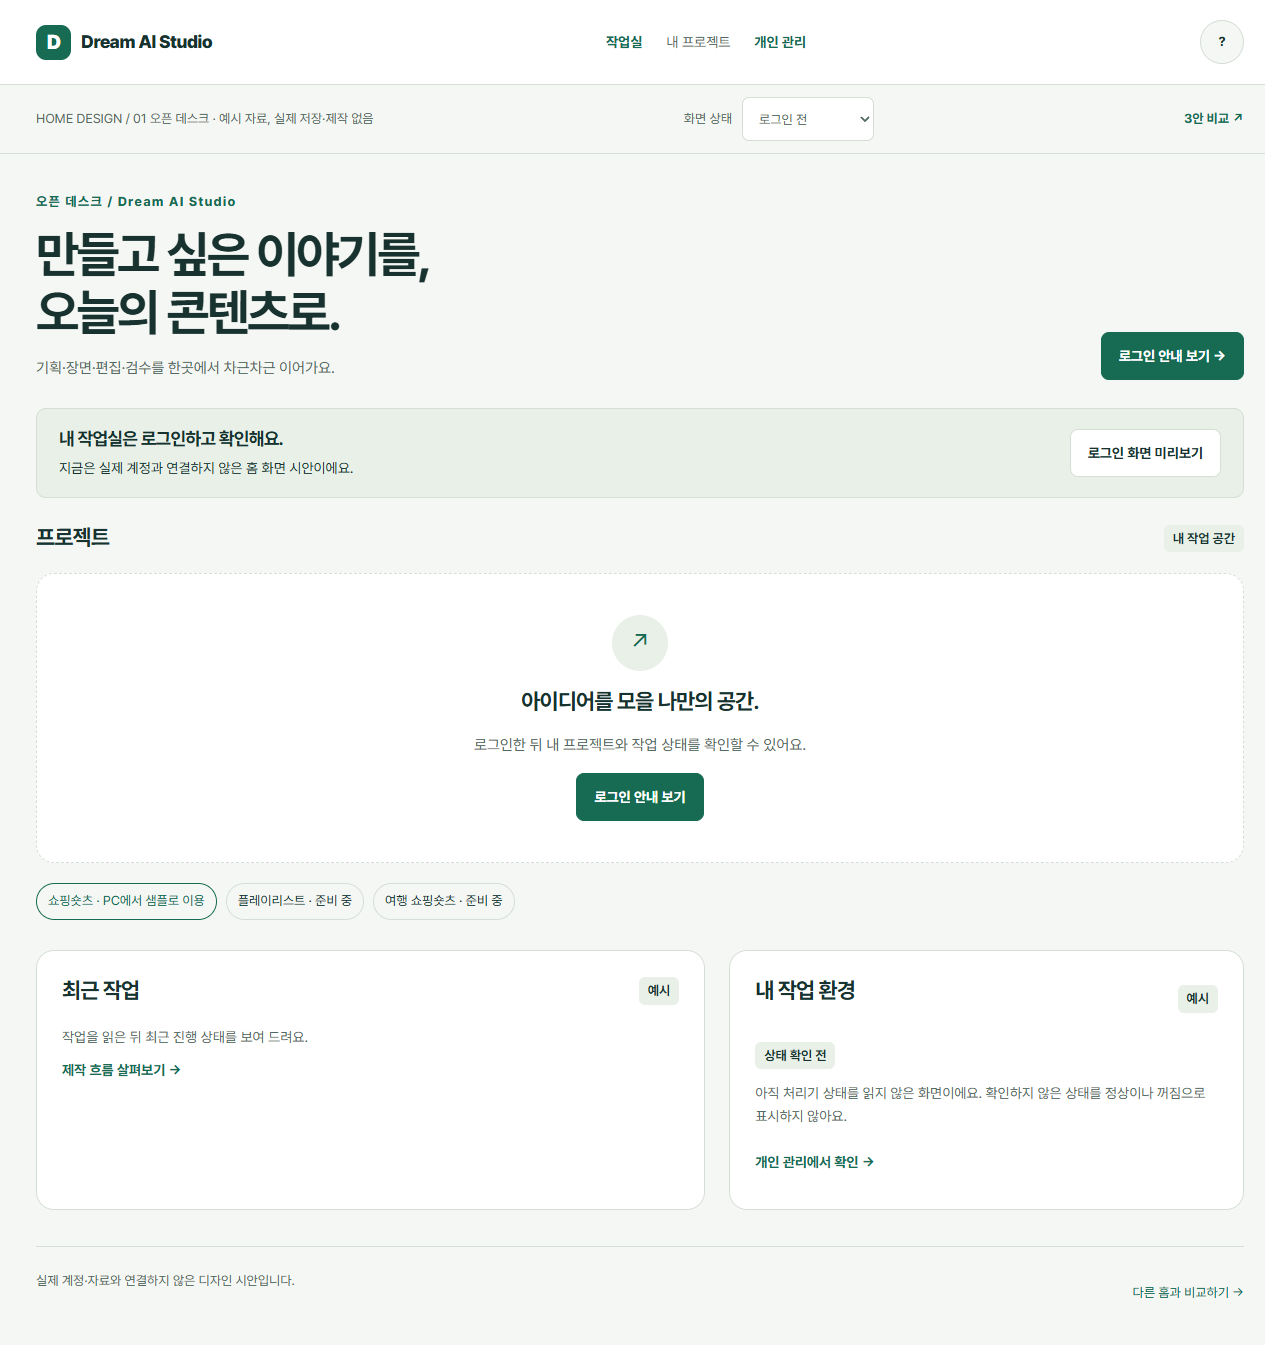 D Dream AI Studio
작업실 내 프로젝트 개인 관리
?
HOME DESIGN / 01 오픈 데스크 · 예시 자료, 실제 저장·제작 없음
화면 상태 로그인 전
3안 비교 ↗
오픈 데스크 / Dream AI Studio
만들고 싶은 이야기를,
오늘의 콘텐츠로.
기획·장면·편집·검수를 한곳에서 차근차근 이어가요.
로그인 안내 보기 →
내 작업실은 로그인하고 확인해요.
지금은 실제 계정과 연결하지 않은 홈 화면 시안이에요.
로그인 화면 미리보기
프로젝트
내 작업 공간
↗
아이디어를 모을 나만의 공간.
로그인한 뒤 내 프로젝트와 작업 상태를 확인할 수 있어요.
로그인 안내 보기
쇼핑숏츠 · PC에서 샘플로 이용
플레이리스트 · 준비 중
여행 쇼핑숏츠 · 준비 중
최근 작업
예시
작업을 읽은 뒤 최근 진행 상태를 보여 드려요.
제작 흐름 살펴보기 →
내 작업 환경
예시
상태 확인 전
아직 처리기 상태를 읽지 않은 화면이에요. 확인하지 않은 상태를 정상이나 꺼짐으로
표시하지 않아요.
개인 관리에서 확인 →
실제 계정·자료와 연결하지 않은 디자인 시안입니다.
다른 홈과 비교하기 →